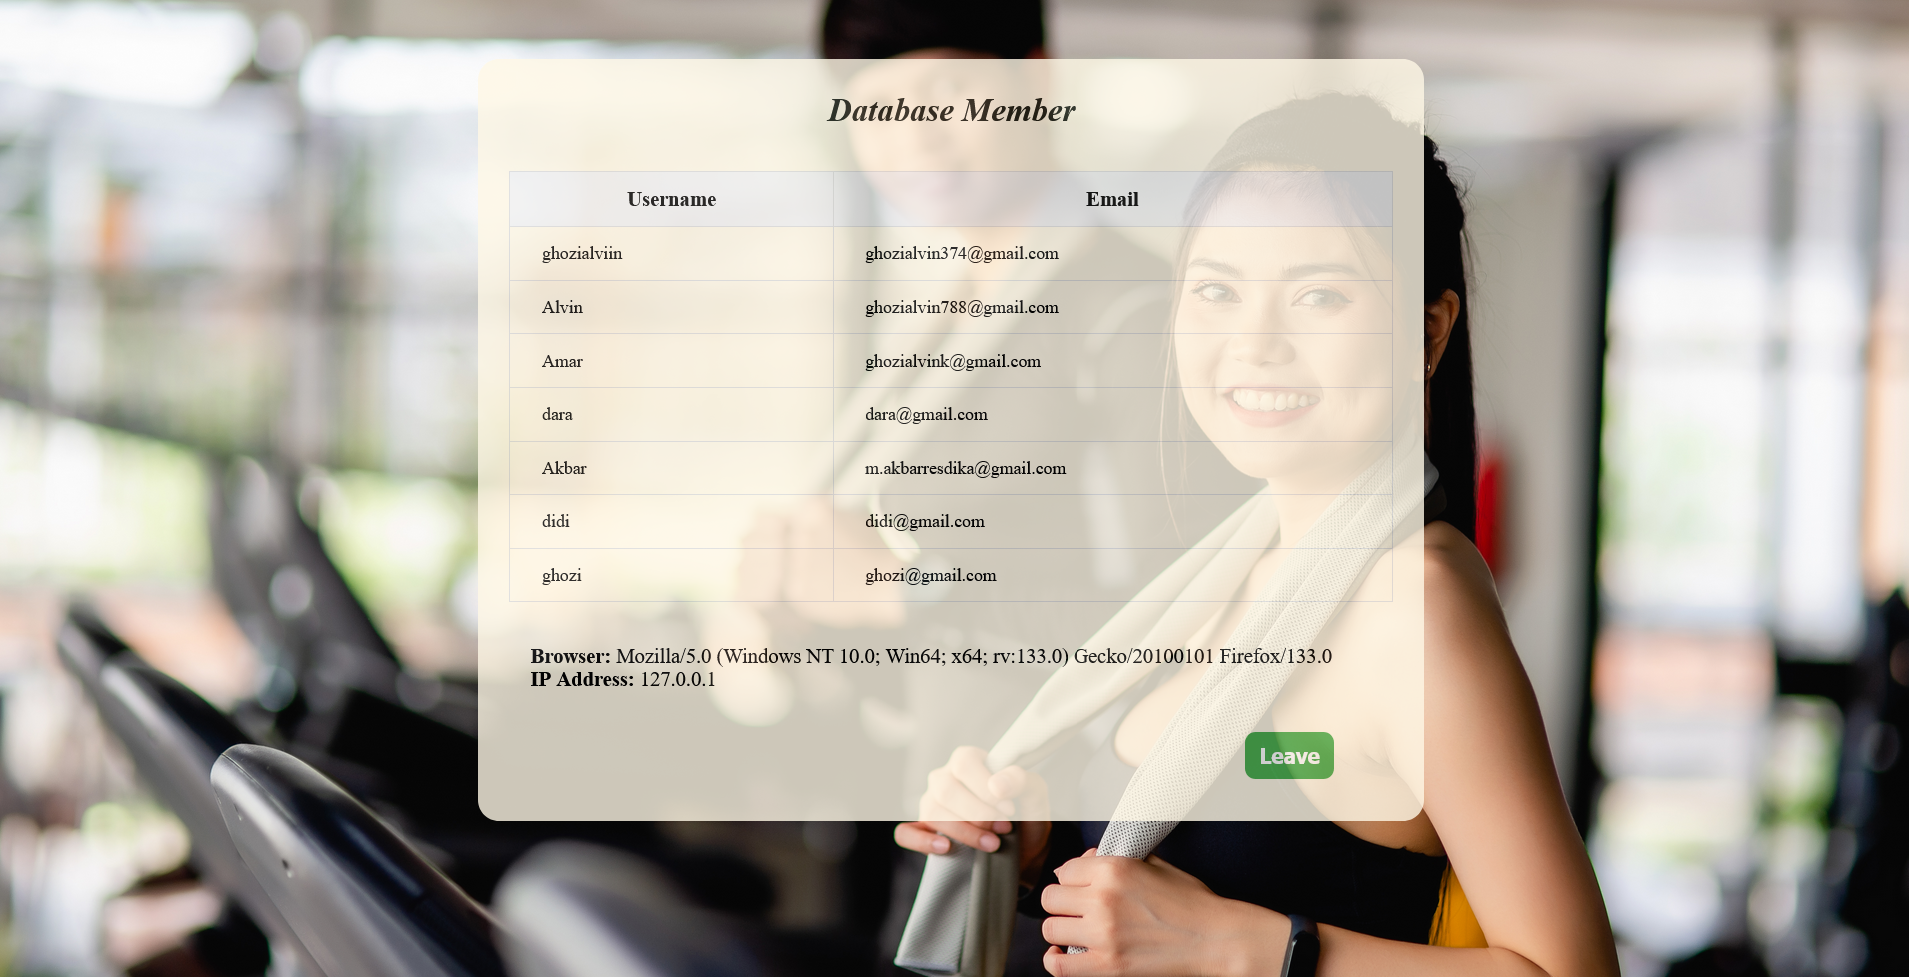 Database Member
Username Email
ghozialviin ghozialvin374@gmail.com
Alvin ghozialvin788@gmail.com
Amar ghozialvink@gmail.com
dara dara@gmail.com
Akbar m.akbarresdika@gmail.com
didi didi@gmail.com
ghozi ghozi@gmail.com
Browser: Mozilla/5.0 (Windows NT 10.0; Win64; x64; rv:133.0) Gecko/20100101 Firefox/133.0
IP Address: 127.0.0.1
Leave